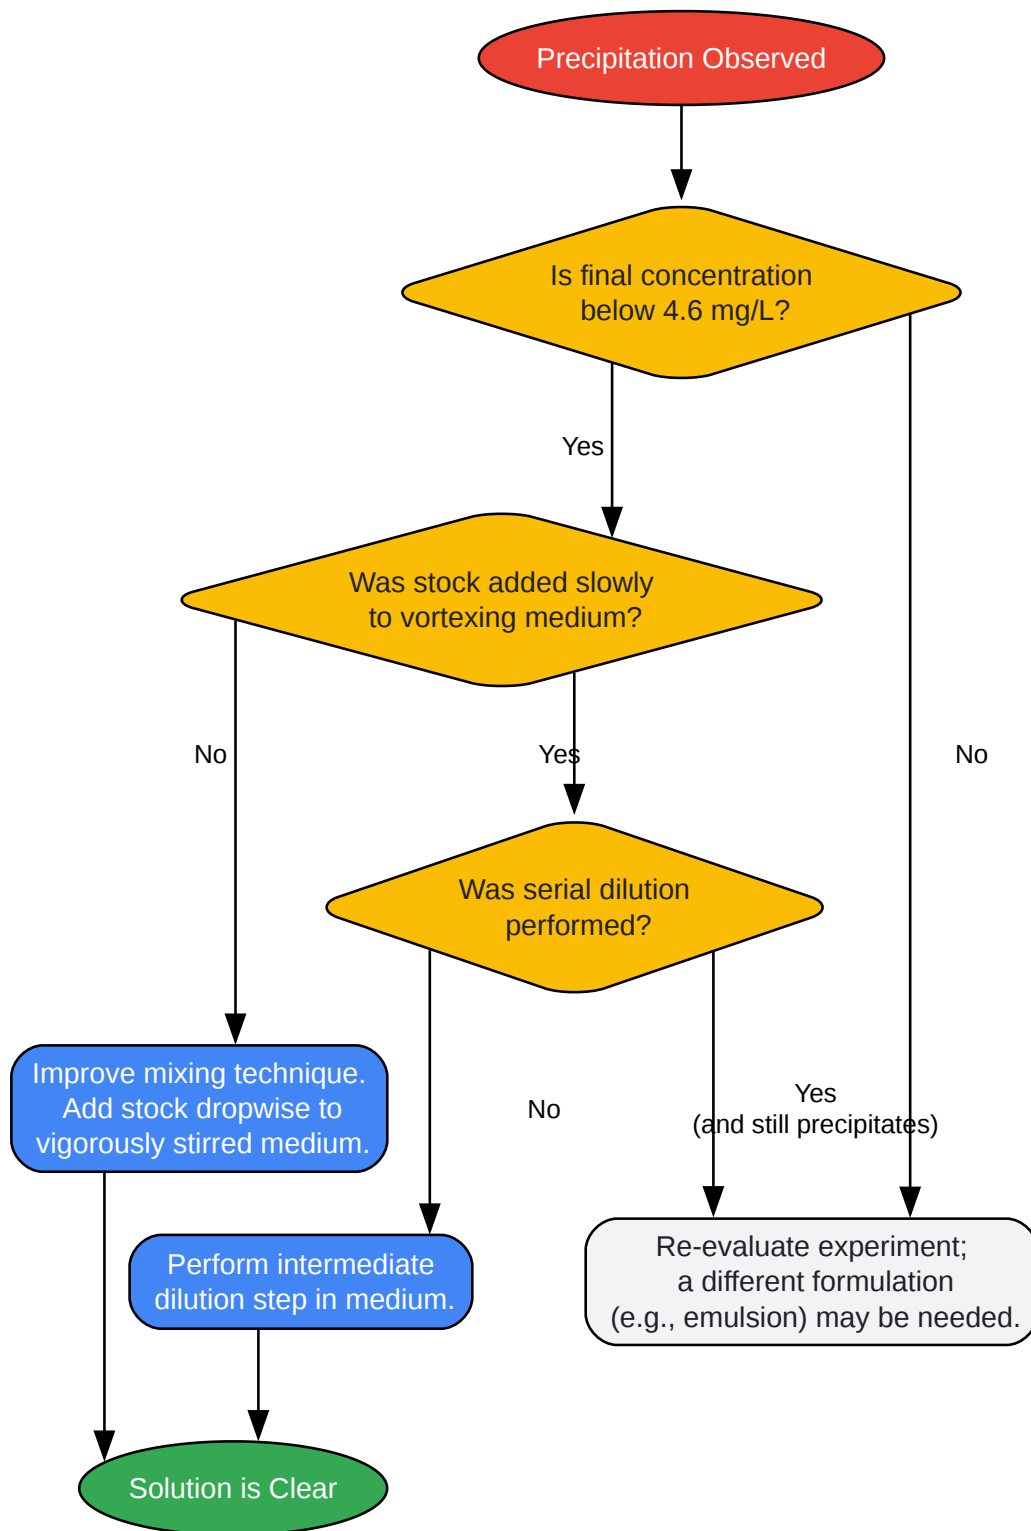 Precipitation Observed
Is final concentration
below 4.6 mg/L?
Yes
Was stock added slowly
to vortexing medium?
No
Yes
No
Was serial dilution
performed?
Improve mixing technique.
Add stock dropwise to
vigorously stirred medium.
No
Yes
(and still precipitates)
Perform intermediate
dilution step in medium.
Re-evaluate experiment;
a different formulation
(e.g., emulsion) may be needed.
Solution is Clear